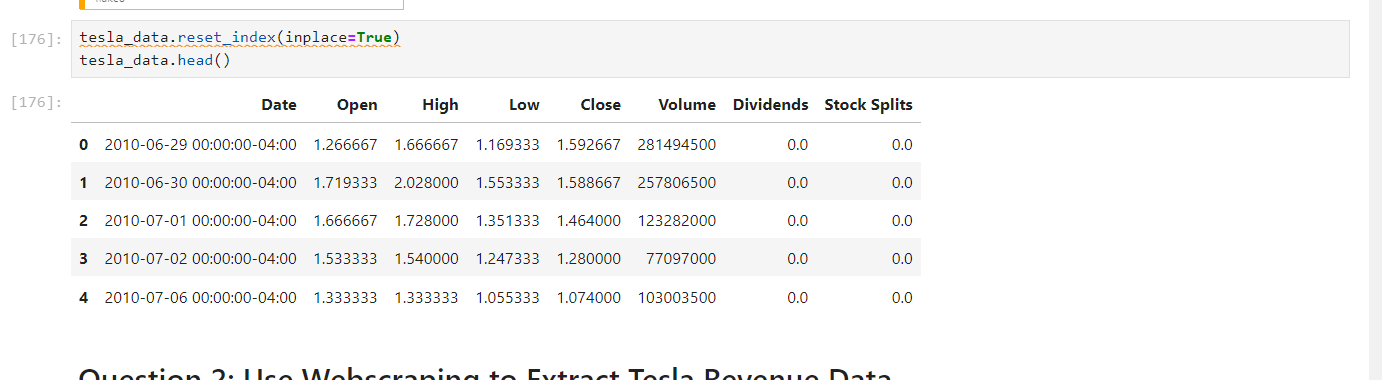 [176]: tesla_data.reset_index(inplace=True)
tesla_data.head()
[176]: Date Open High Low Close Volume Dividends Stock Splits
0 2010-06-29 00:00:00-04:00 1.266667 1.666667 1.169333 1.592667 281494500 0.0 0.0
1 2010-06-30 00:00:00-04:00 1.719333 2.028000 1.553333 1.588667 257806500 0.0 0.0
2 2010-07-01 00:00:00-04:00 1.666667 1.728000 1.351333 1.464000 123282000 0.0 0.0
3 2010-07-02 00:00:00-04:00 1.533333 1.540000 1.247333 1.280000 77097000 0.0 0.0
4 2010-07-06 00:00:00-04:00 1.333333 1.333333 1.055333 1.074000 103003500 0.0 0.0
Question 2: Use Webscraping to Extract Tesla Revenue Data